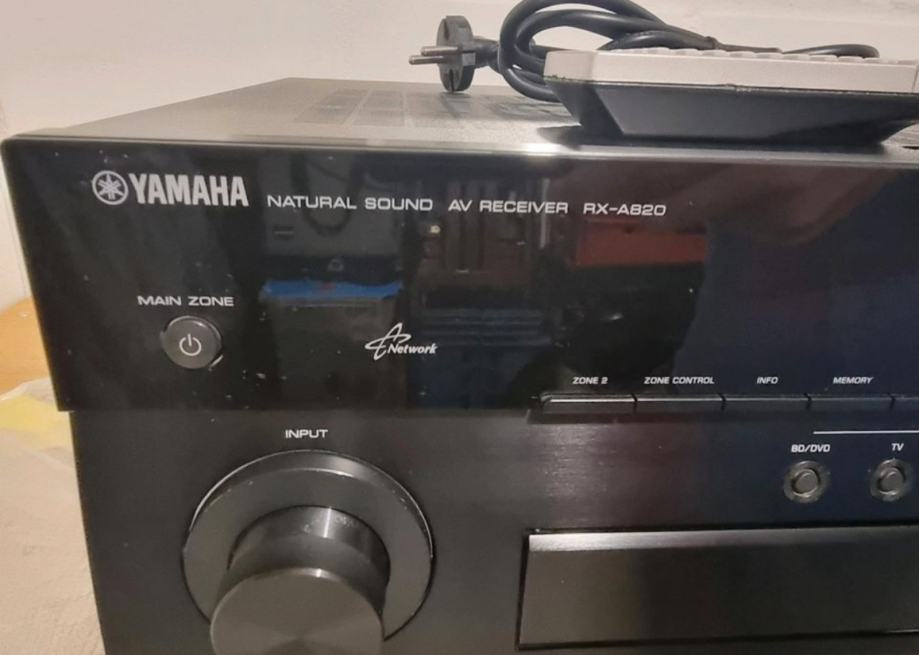 YAMAHA NATURAL SOUND AV RECEIVER RX-A820
MAIN ZONE
Network
ZONE 2 ZONE CONTROL INFO MEMORY
INPUT
BD/DVD TV